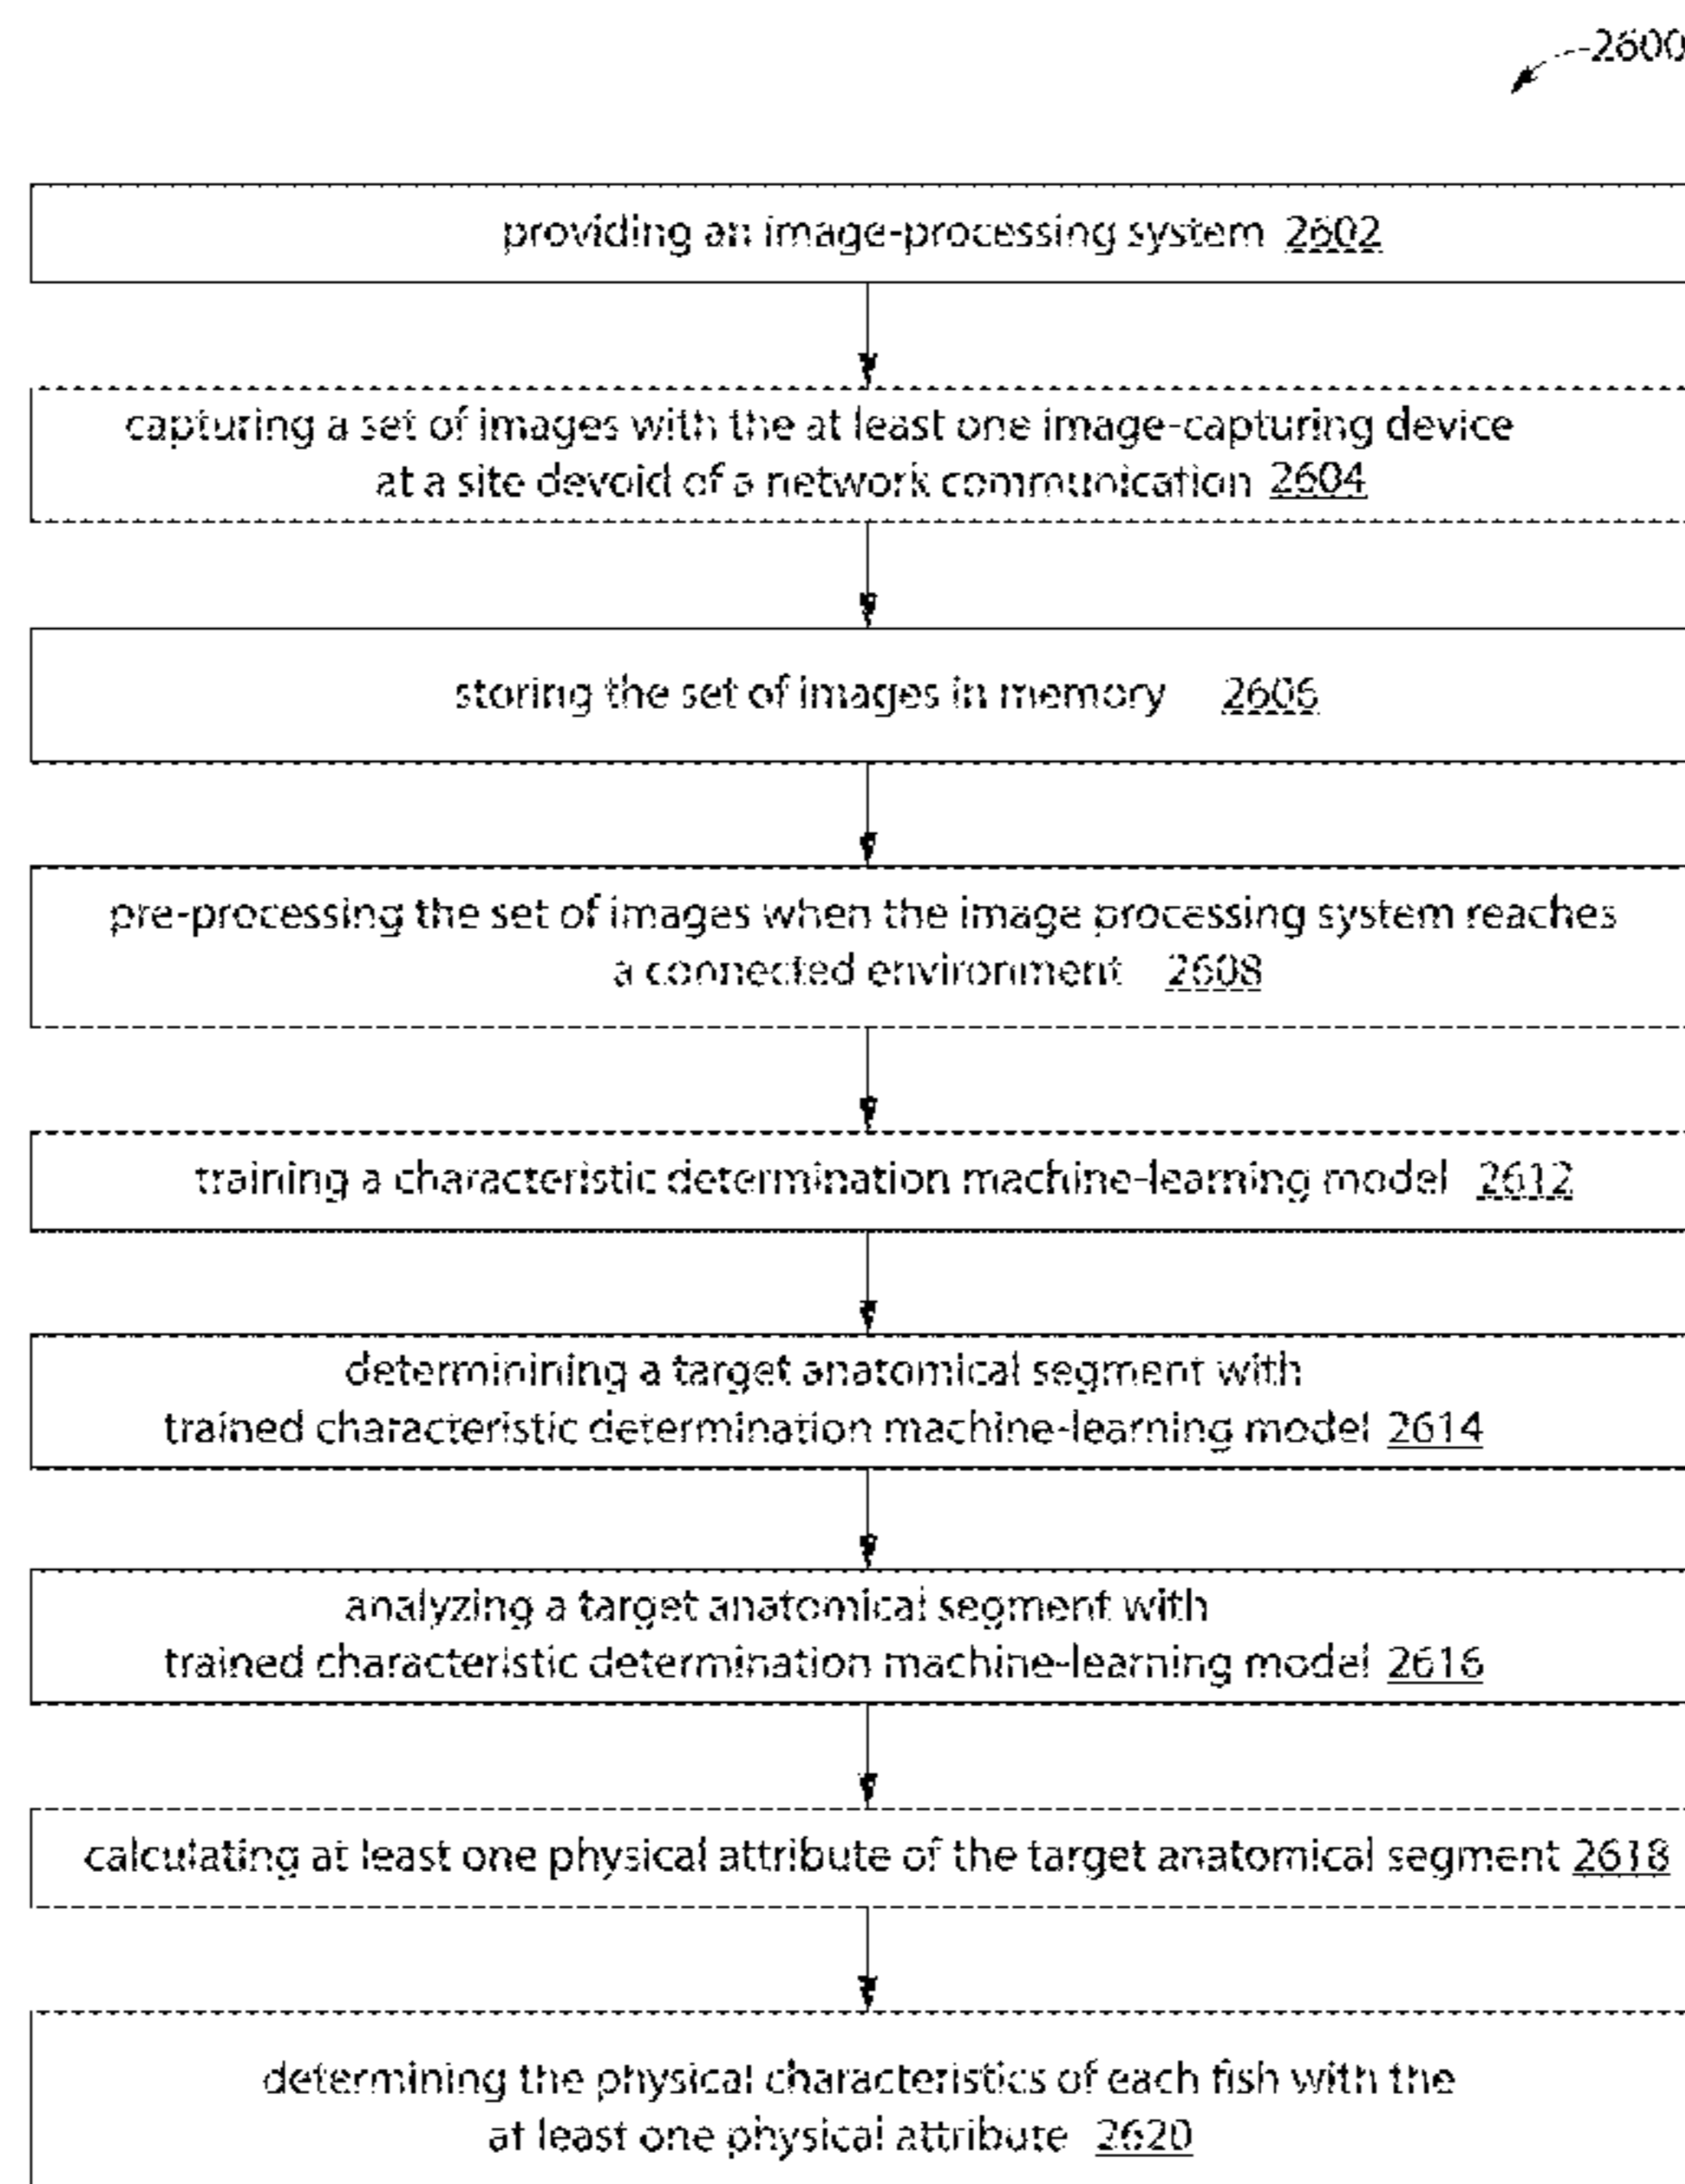 2600
providing an image-processing system 2602
capturing a set of images with the at least one image-capturing device
at a site devoid of a network communication 2604
storing the set of images in memory 2606
pre-processing the set of images when the image processing system reaches
a connected environment 2608
training a characteristic determination machine-learning model 2612
determinining a target anatomical segment with
trained characteristic determination machine-learning model 2614
analyzing a target anatomical segment with
trained characteristic determination machine-learning model 2616
calculating at least one physical attribute of the target anatomical segment 2618
determining the physical characteristics of each fish with the
at least one physical attribute 2620